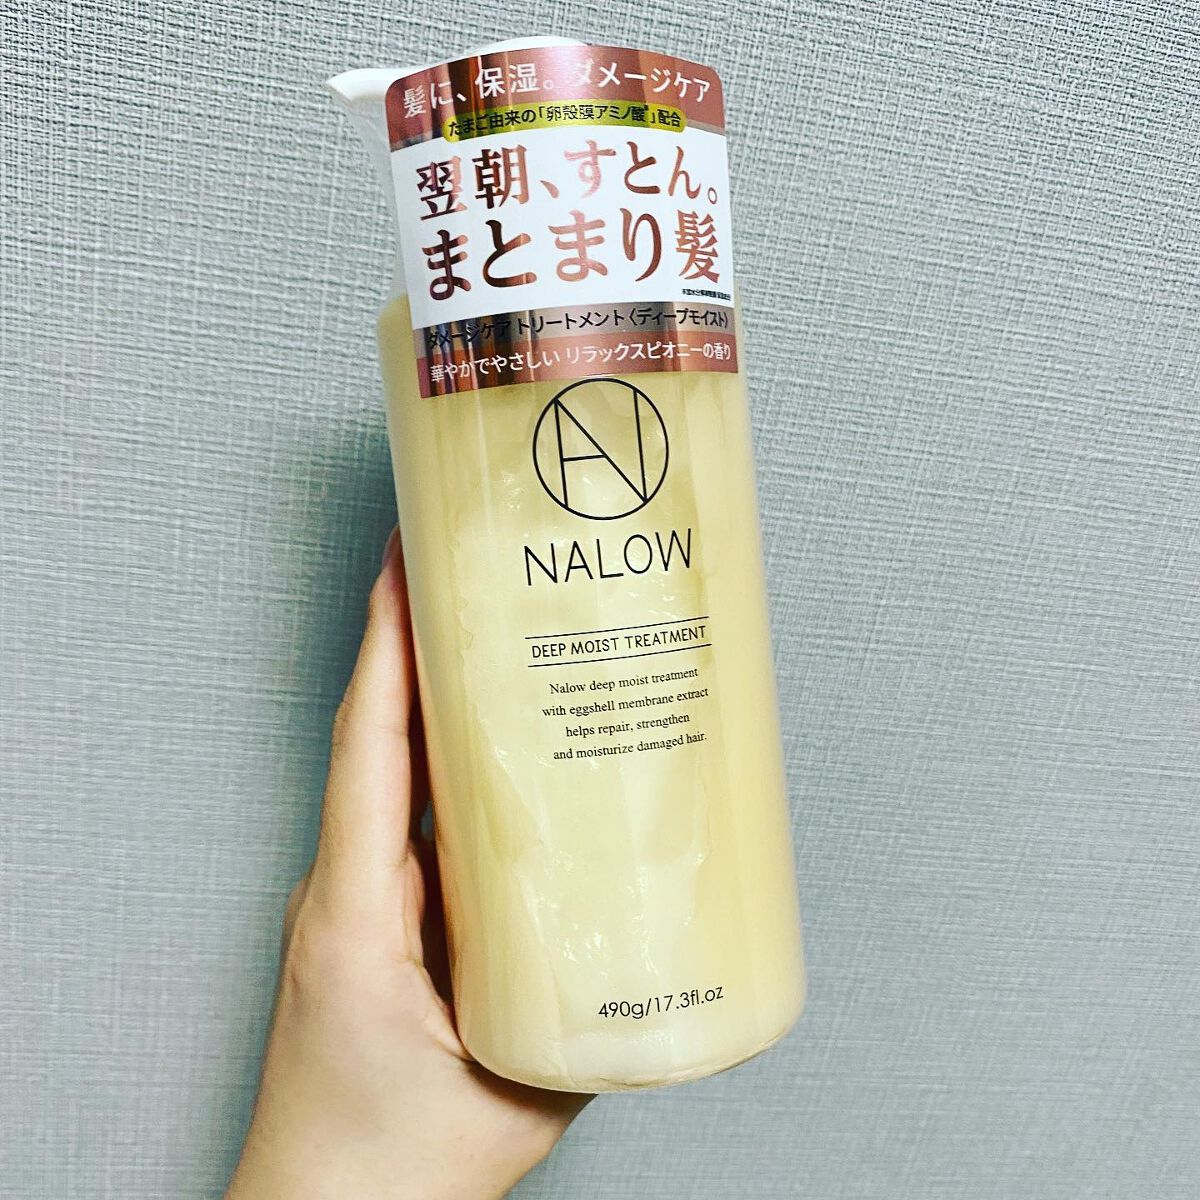 髪に、保湿。ダメージケア
たまご由来の「卵殻膜アミノ酸※」配合
翌朝、すとん。
まとまり髪
ダメージケア トリートメント〈ディープモイスト〉
華やかでやさしい リラックスピオニーの香り
NALOW
DEEP MOIST TREATMENT
Nalow deep moist treatment
with eggshell membrane extract
helps repair, strengthen
and moisturize damaged hair.
490g/17.3fl.oz